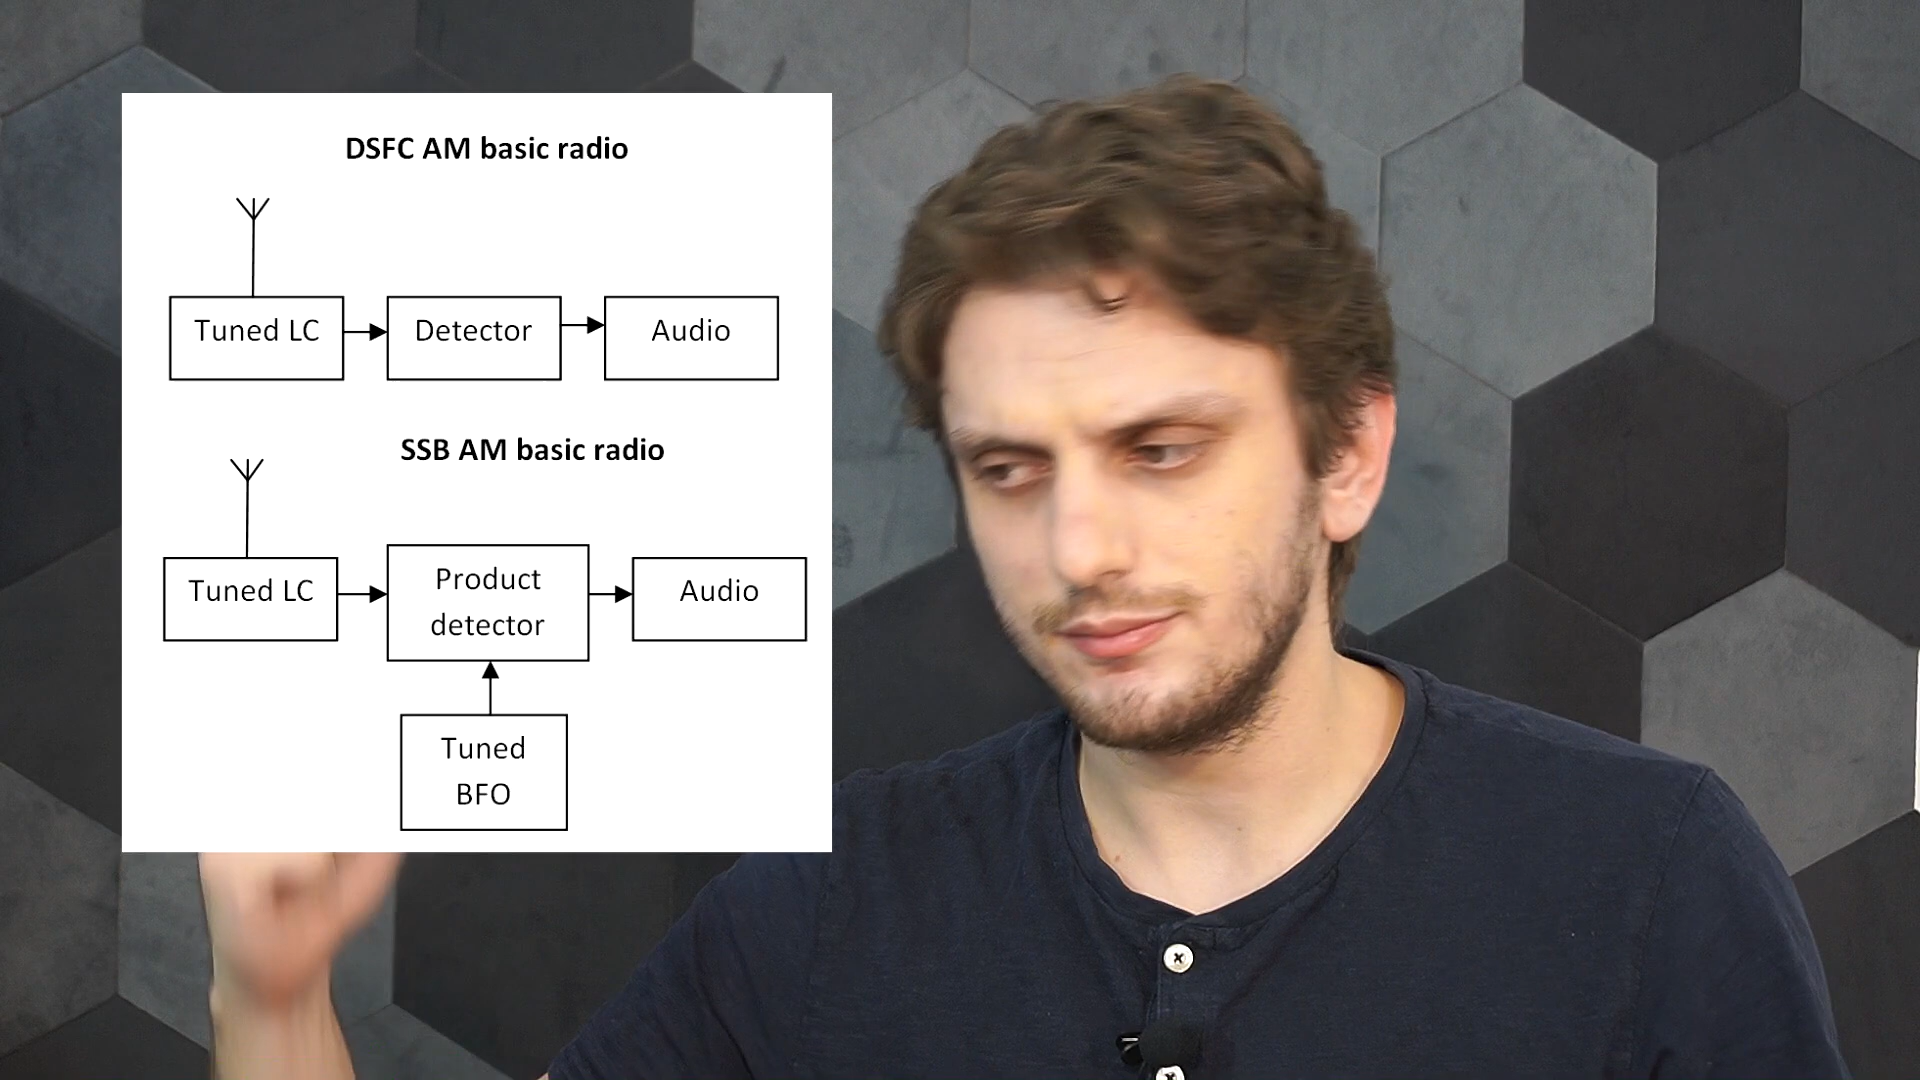 DSFC AM basic radio
Tuned LC
Detector
Audio
SSB AM basic radio
Tuned LC
Product
detector
Audio
Tuned
BFO